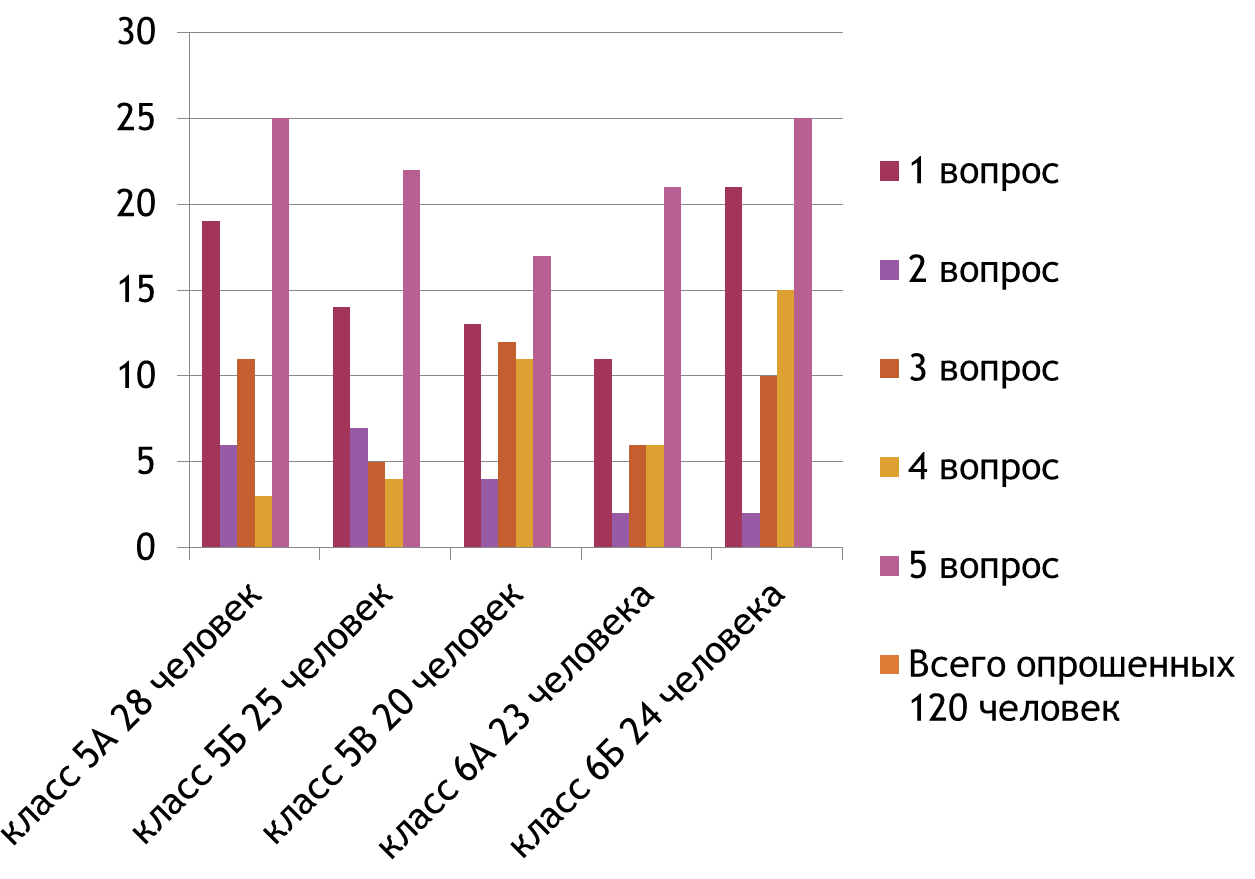 30
25
20
15
10
5
0
класс 5А 28 человек
класс 5Б 25 человек
класс 5В 20 человек
класс 6А 23 человека
класс 6Б 24 человека
1 вопрос
2 вопрос
3 вопрос
4 вопрос
5 вопрос
Всего опрошенных
120 человек